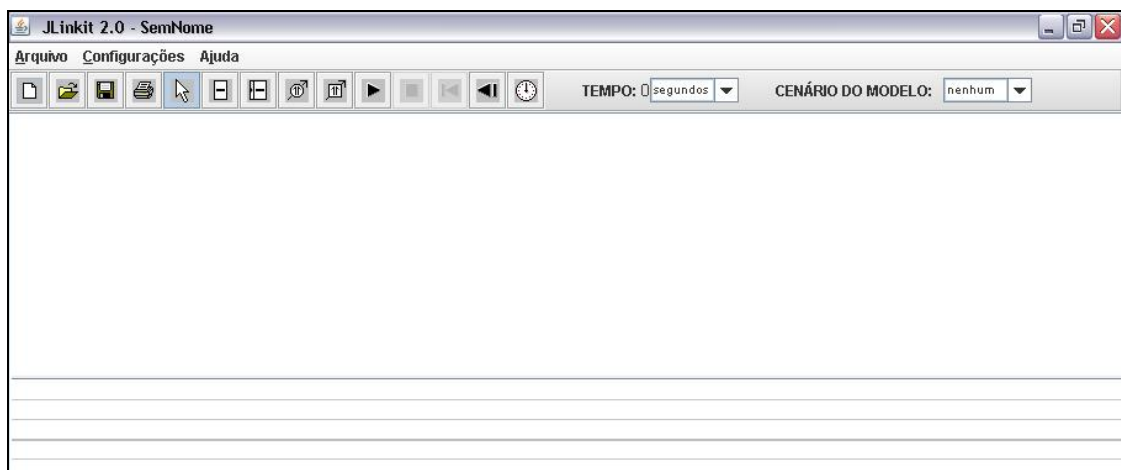 JLinkit 2.0 - SemNome
Arquivo Configurações Ajuda
TEMPO: 0 segundos CENÁRIO DO MODELO: nenhum